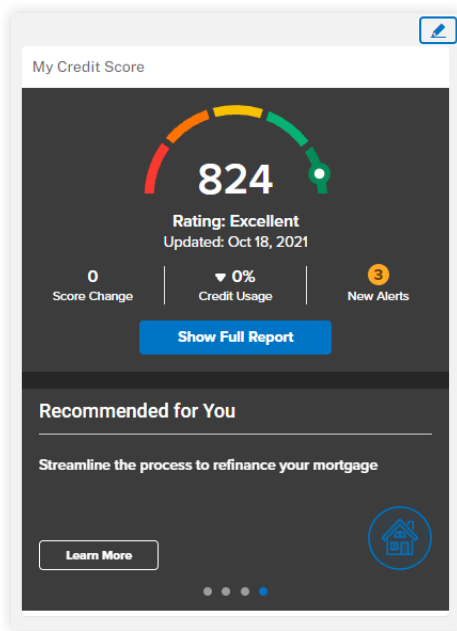 My Credit Score
824
Rating: Excellent
Updated: Oct 18, 2021
0
Score Change
0%
Credit Usage
3
New Alerts
Show Full Report
Recommended for You
Streamline the process to refinance your mortgage
Learn More